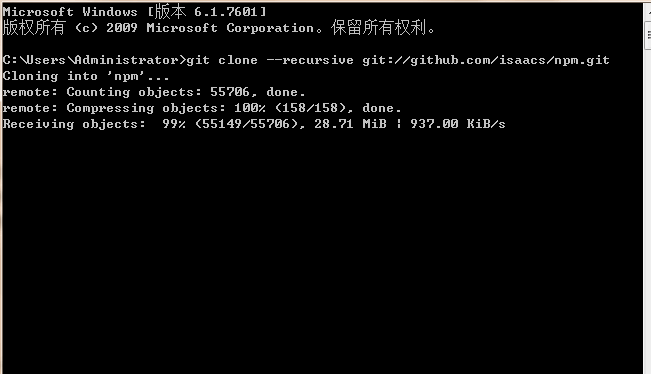 Microsoft Windows [版本 6.1.7601]
版权所有 (c) 2009 Microsoft Corporation。保留所有权利。
C:\Users\Administrator>git clone --recursive git://github.com/isaacs/npm.git
Cloning into 'npm'...
remote: Counting objects: 55706, done.
remote: Compressing objects: 100% (158/158), done.
Receiving objects:  99% (55149/55706), 28.71 MiB | 937.00 KiB/s